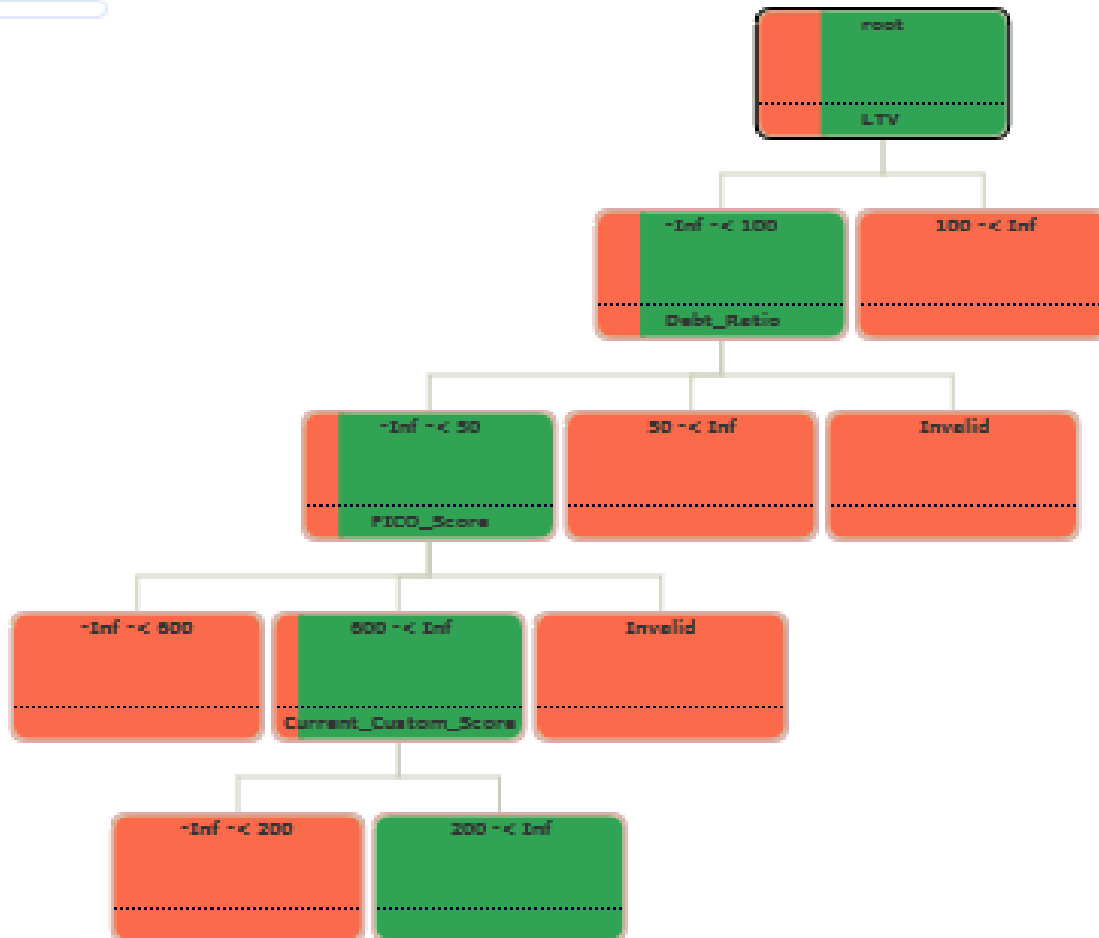 root
LTV
-Inf -< 100
100 -< Inf
Debt_Ratio
-Inf -< 50
50 -< Inf
Invalid
FICO_Score
-Inf -< 600
600 -< Inf
Invalid
Current_Custom_Score
-Inf -< 200
200 -< Inf